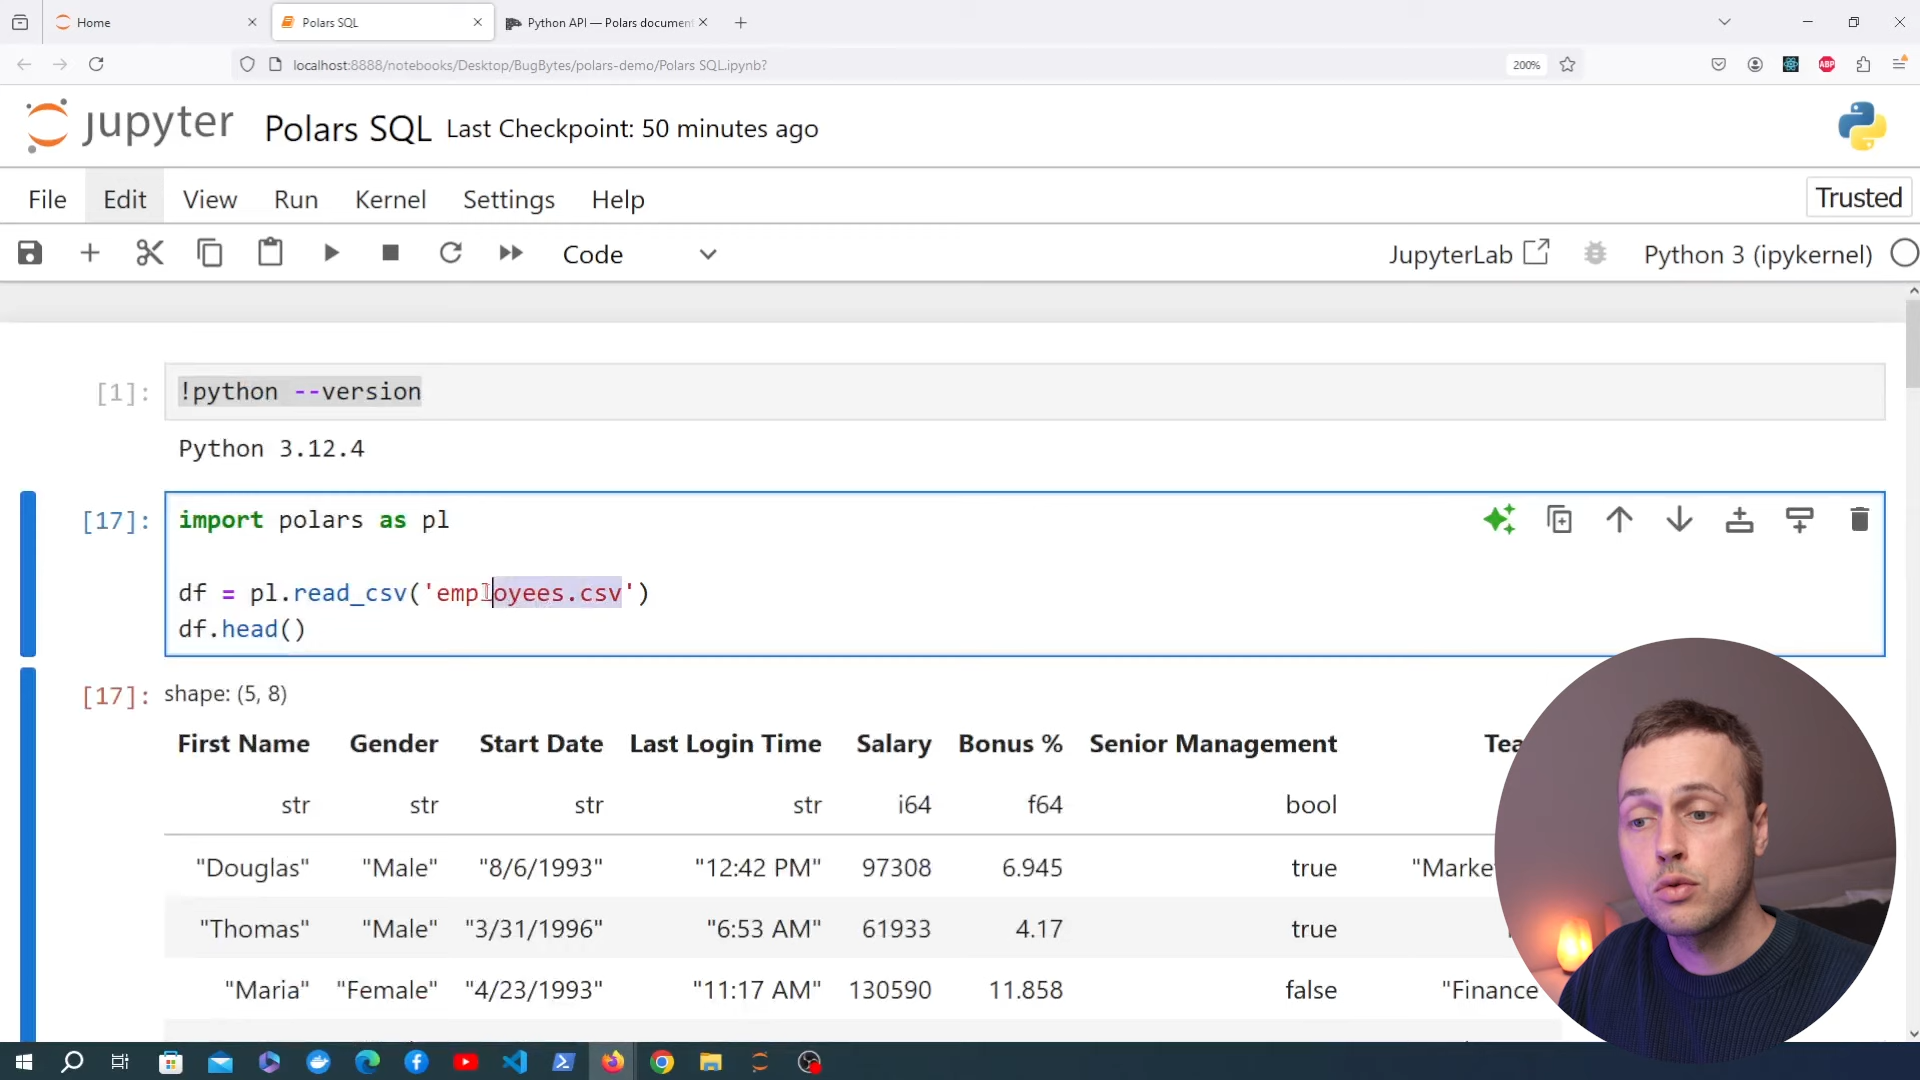 Home
Polars SQL
Python API — Polars document
localhost:8888/notebooks/Desktop/BugBytes/polars-demo/Polars SQL.ipynb?
200%
ABP
jupyter
Polars SQL
Last Checkpoint: 50 minutes ago
File
Edit
View
Run
Kernel
Settings
Help
Trusted
Code
JupyterLab
Python 3 (ipykernel)
[1]:
!python --version
Python 3.12.4
[17]:
import polars as pl
df = pl.read_csv('employees.csv')
df.head()
[17]:
shape: (5, 8)
First Name Gender Start Date Last Login Time Salary Bonus % Senior Management Tea
str str str str i64 f64 bool
"Douglas" "Male" "8/6/1993" "12:42 PM" 97308 6.945 true "Marke
"Thomas" "Male" "3/31/1996" "6:53 AM" 61933 4.17 true
"Maria" "Female" "4/23/1993" "11:17 AM" 130590 11.858 false "Finance